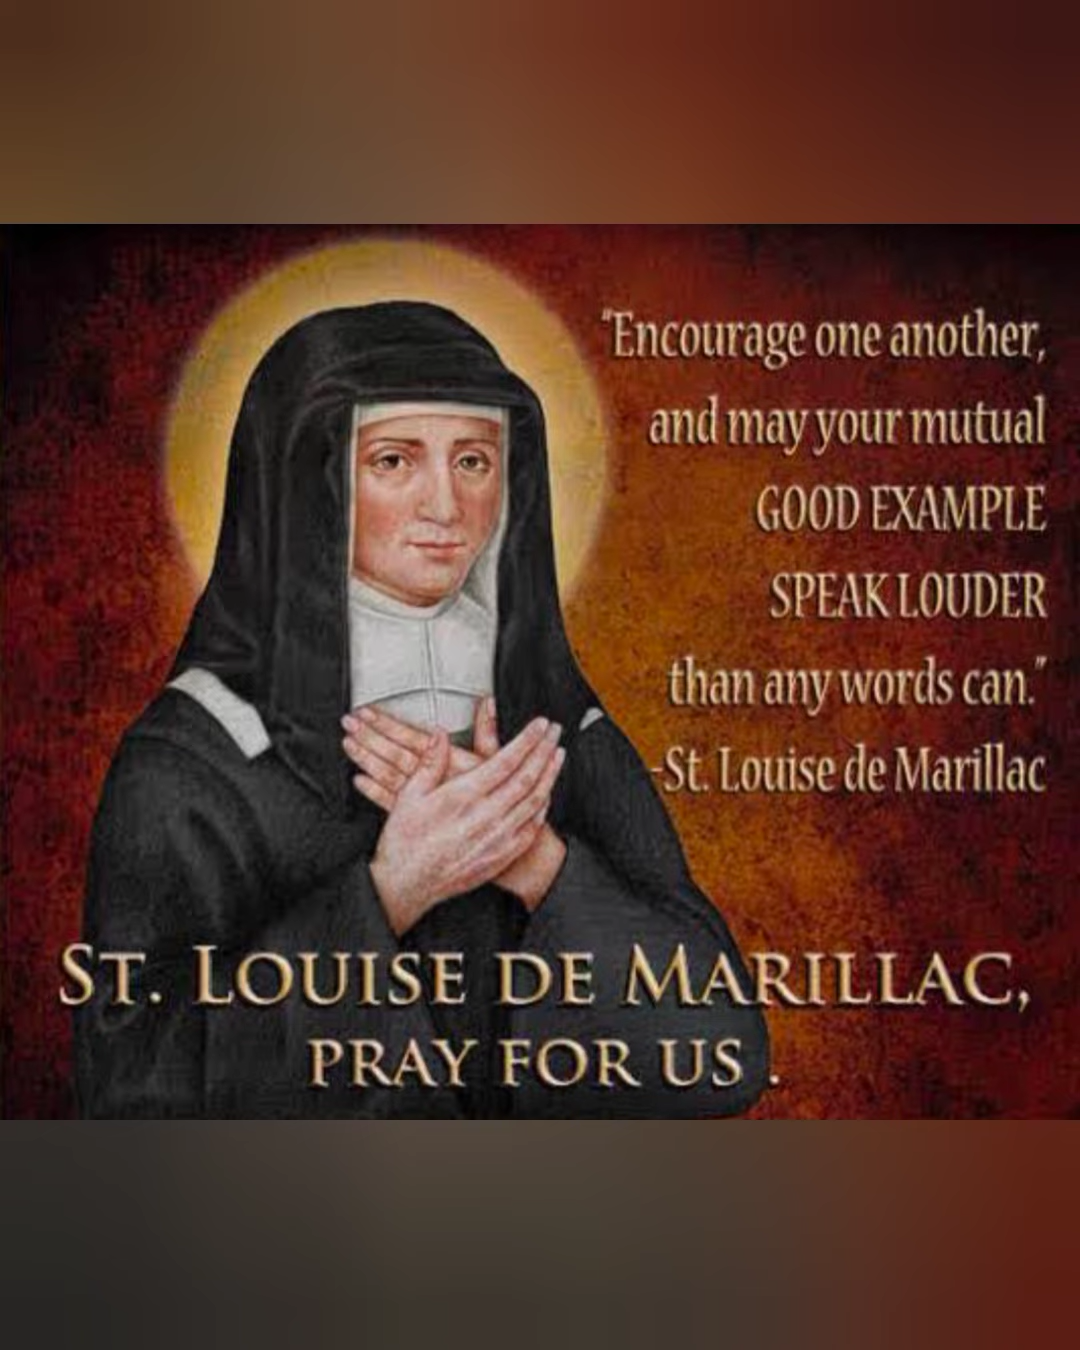 "Encourage one another,
and may your mutual
GOOD EXAMPLE
SPEAK LOUDER
than any words can."
-St. Louise de Marillac
ST. LOUISE DE MARILLAC,
PRAY FOR US .